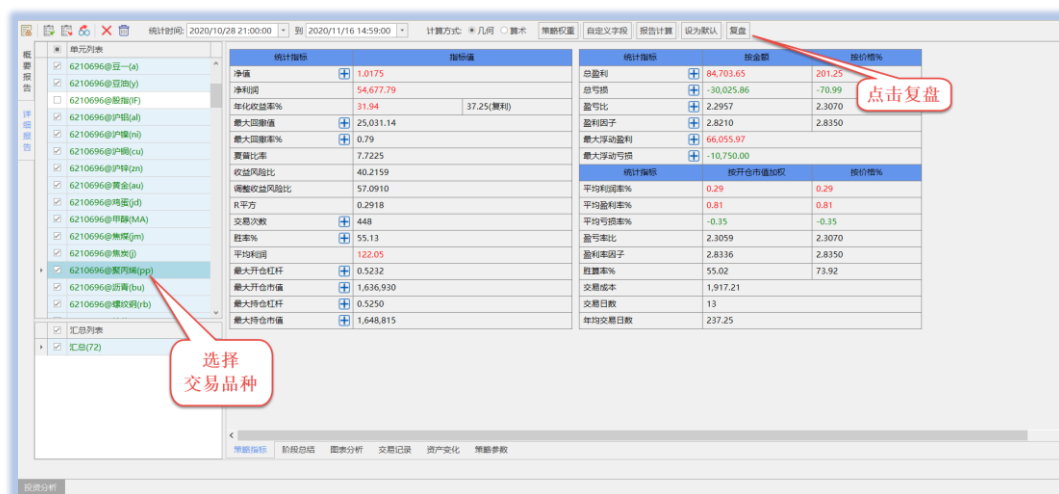 统计时间: 2020/10/28 21:00:00 到 2020/11/16 14:59:00 计算方式: 几何 算术 策略权重 自定义字段 报告计算 设为默认 复盘
概要报告
详细报告
单元列表
6210696@豆一(a)
6210696@豆油(y)
6210696@股指(IF)
6210696@沪铝(al)
6210696@沪镍(ni)
6210696@沪铜(cu)
6210696@沪锌(zn)
6210696@黄金(au)
6210696@鸡蛋(jd)
6210696@甲醇(MA)
6210696@焦煤(jm)
6210696@焦炭(j)
6210696@聚丙烯(pp)
6210696@沥青(bu)
6210696@螺纹钢(rb)
汇总列表
汇总(72)
选择
交易品种
统计指标 指标值
净值 1.0175
净利润 54,677.79
年化收益率% 31.94 37.25(复利)
最大回撤值 25,031.14
最大回撤率% 0.79
夏普比率 7.7225
收益风险比 40.2159
调整收益风险比 57.0910
R平方 0.2918
交易次数 448
胜率% 55.13
平均利润 122.05
最大开仓杠杆 0.5232
最大开仓市值 1,636,930
最大持仓杠杆 0.5250
最大持仓市值 1,648,815
统计指标 按金额 按价格%
总盈利 84,703.65 201.25
总亏损 -30,025.86 -70.99
盈亏比 2.2957 2.3070
盈利因子 2.8210 2.8350
最大浮动盈利 66,055.97
最大浮动亏损 -10,750.00
统计指标 按开仓市值加权 按价格%
平均利润率% 0.29 0.29
平均盈利率% 0.81 0.81
平均亏损率% -0.35 -0.35
盈亏率比 2.3059 2.3070
盈利率因子 2.8336 2.8350
胜算率% 55.02 73.92
交易成本 1,917.21
交易日数 13
年均交易日数 237.25
点击复盘
策略指标 阶段总结 图表分析 交易记录 资产变化 策略参数
投资分析